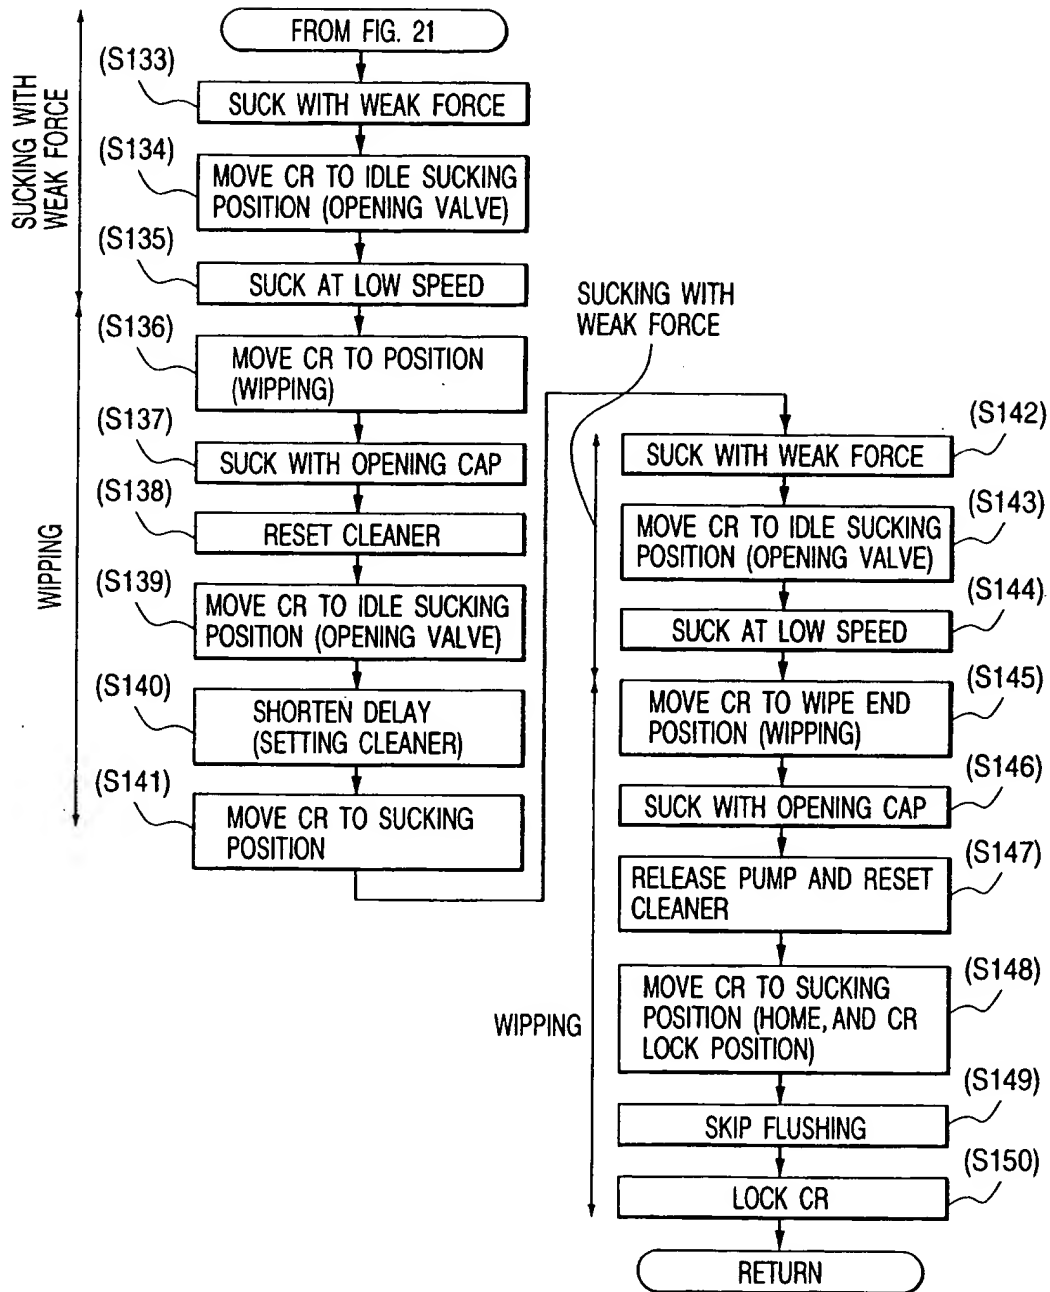 FROM FIG. 21
SUCKING WITH
WEAK FORCE
(S133)
SUCK WITH WEAK FORCE
(S134)
MOVE CR TO IDLE SUCKING
POSITION (OPENING VALVE)
(S135)
SUCK AT LOW SPEED
WIPPING
(S136)
MOVE CR TO POSITION
(WIPPING)
(S137)
SUCK WITH OPENING CAP
(S138)
RESET CLEANER
(S139)
MOVE CR TO IDLE SUCKING
POSITION (OPENING VALVE)
(S140)
SHORTEN DELAY
(SETTING CLEANER)
(S141)
MOVE CR TO SUCKING
POSITION
SUCKING WITH
WEAK FORCE
(S142)
SUCK WITH WEAK FORCE
(S143)
MOVE CR TO IDLE SUCKING
POSITION (OPENING VALVE)
(S144)
SUCK AT LOW SPEED
WIPPING
(S145)
MOVE CR TO WIPE END
POSITION (WIPPING)
(S146)
SUCK WITH OPENING CAP
(S147)
RELEASE PUMP AND RESET
CLEANER
(S148)
MOVE CR TO SUCKING
POSITION (HOME, AND CR
LOCK POSITION)
(S149)
SKIP FLUSHING
(S150)
LOCK CR
RETURN